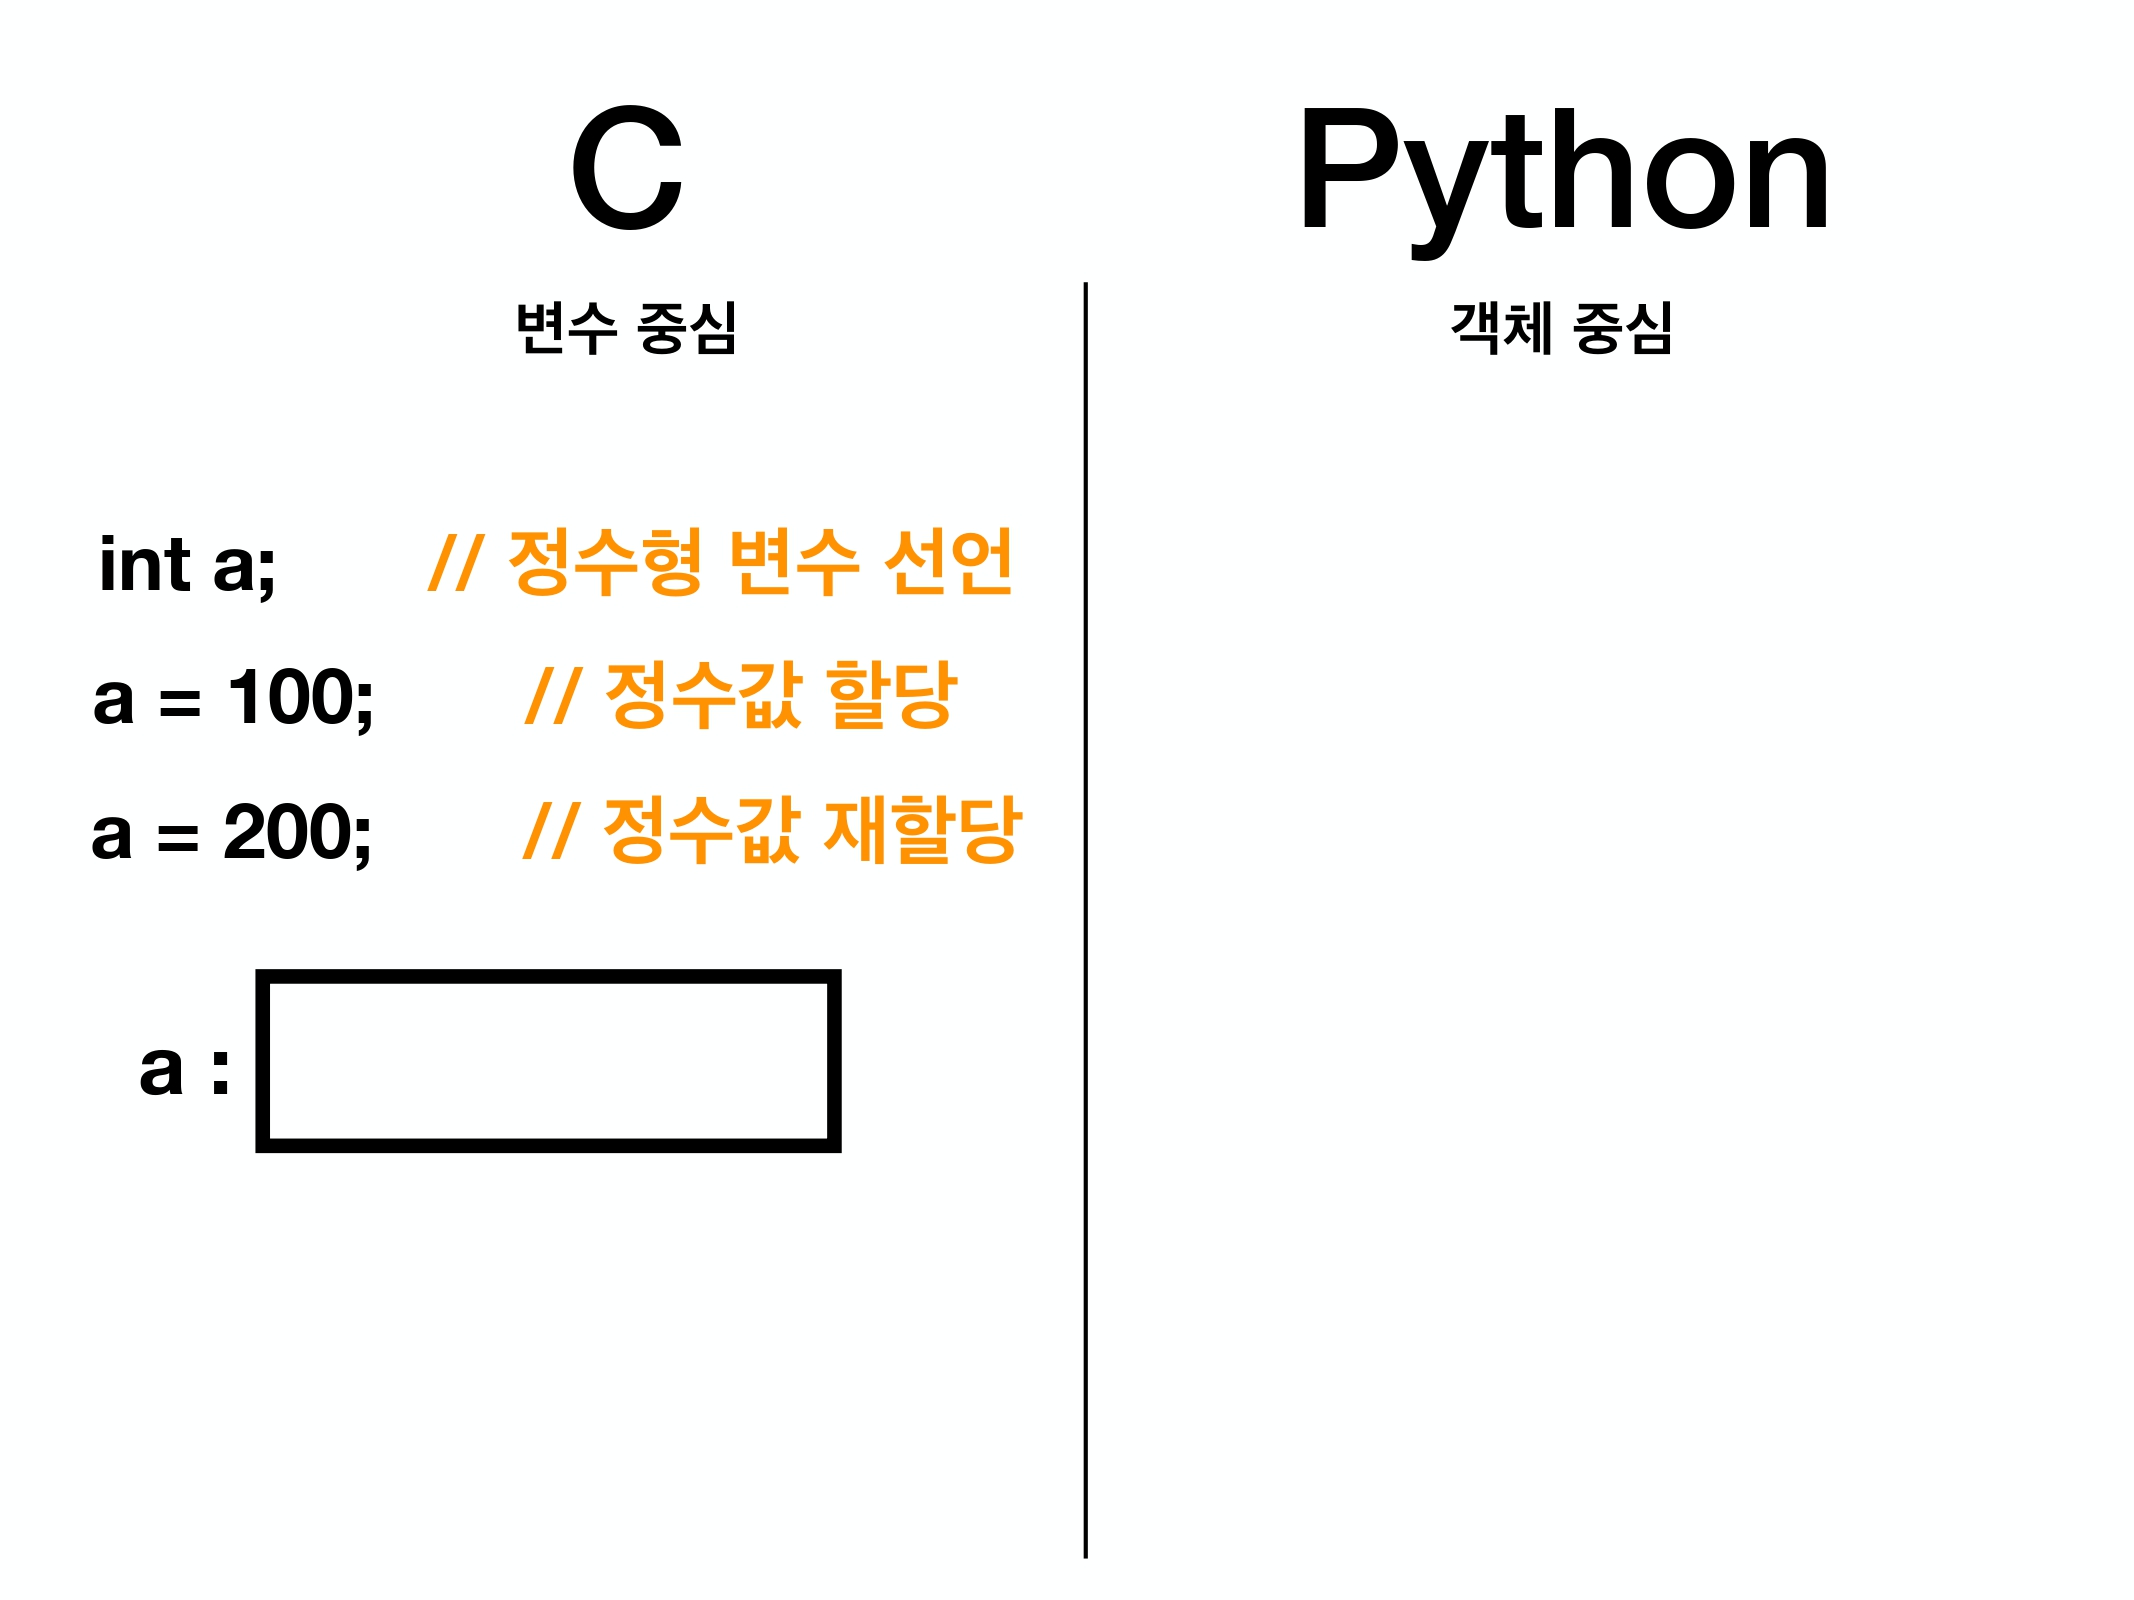 C
변수 중심
int a; // 정수형 변수 선언
a = 100; // 정수값 할당
a = 200; // 정수값 재할당
a :
Python
객체 중심